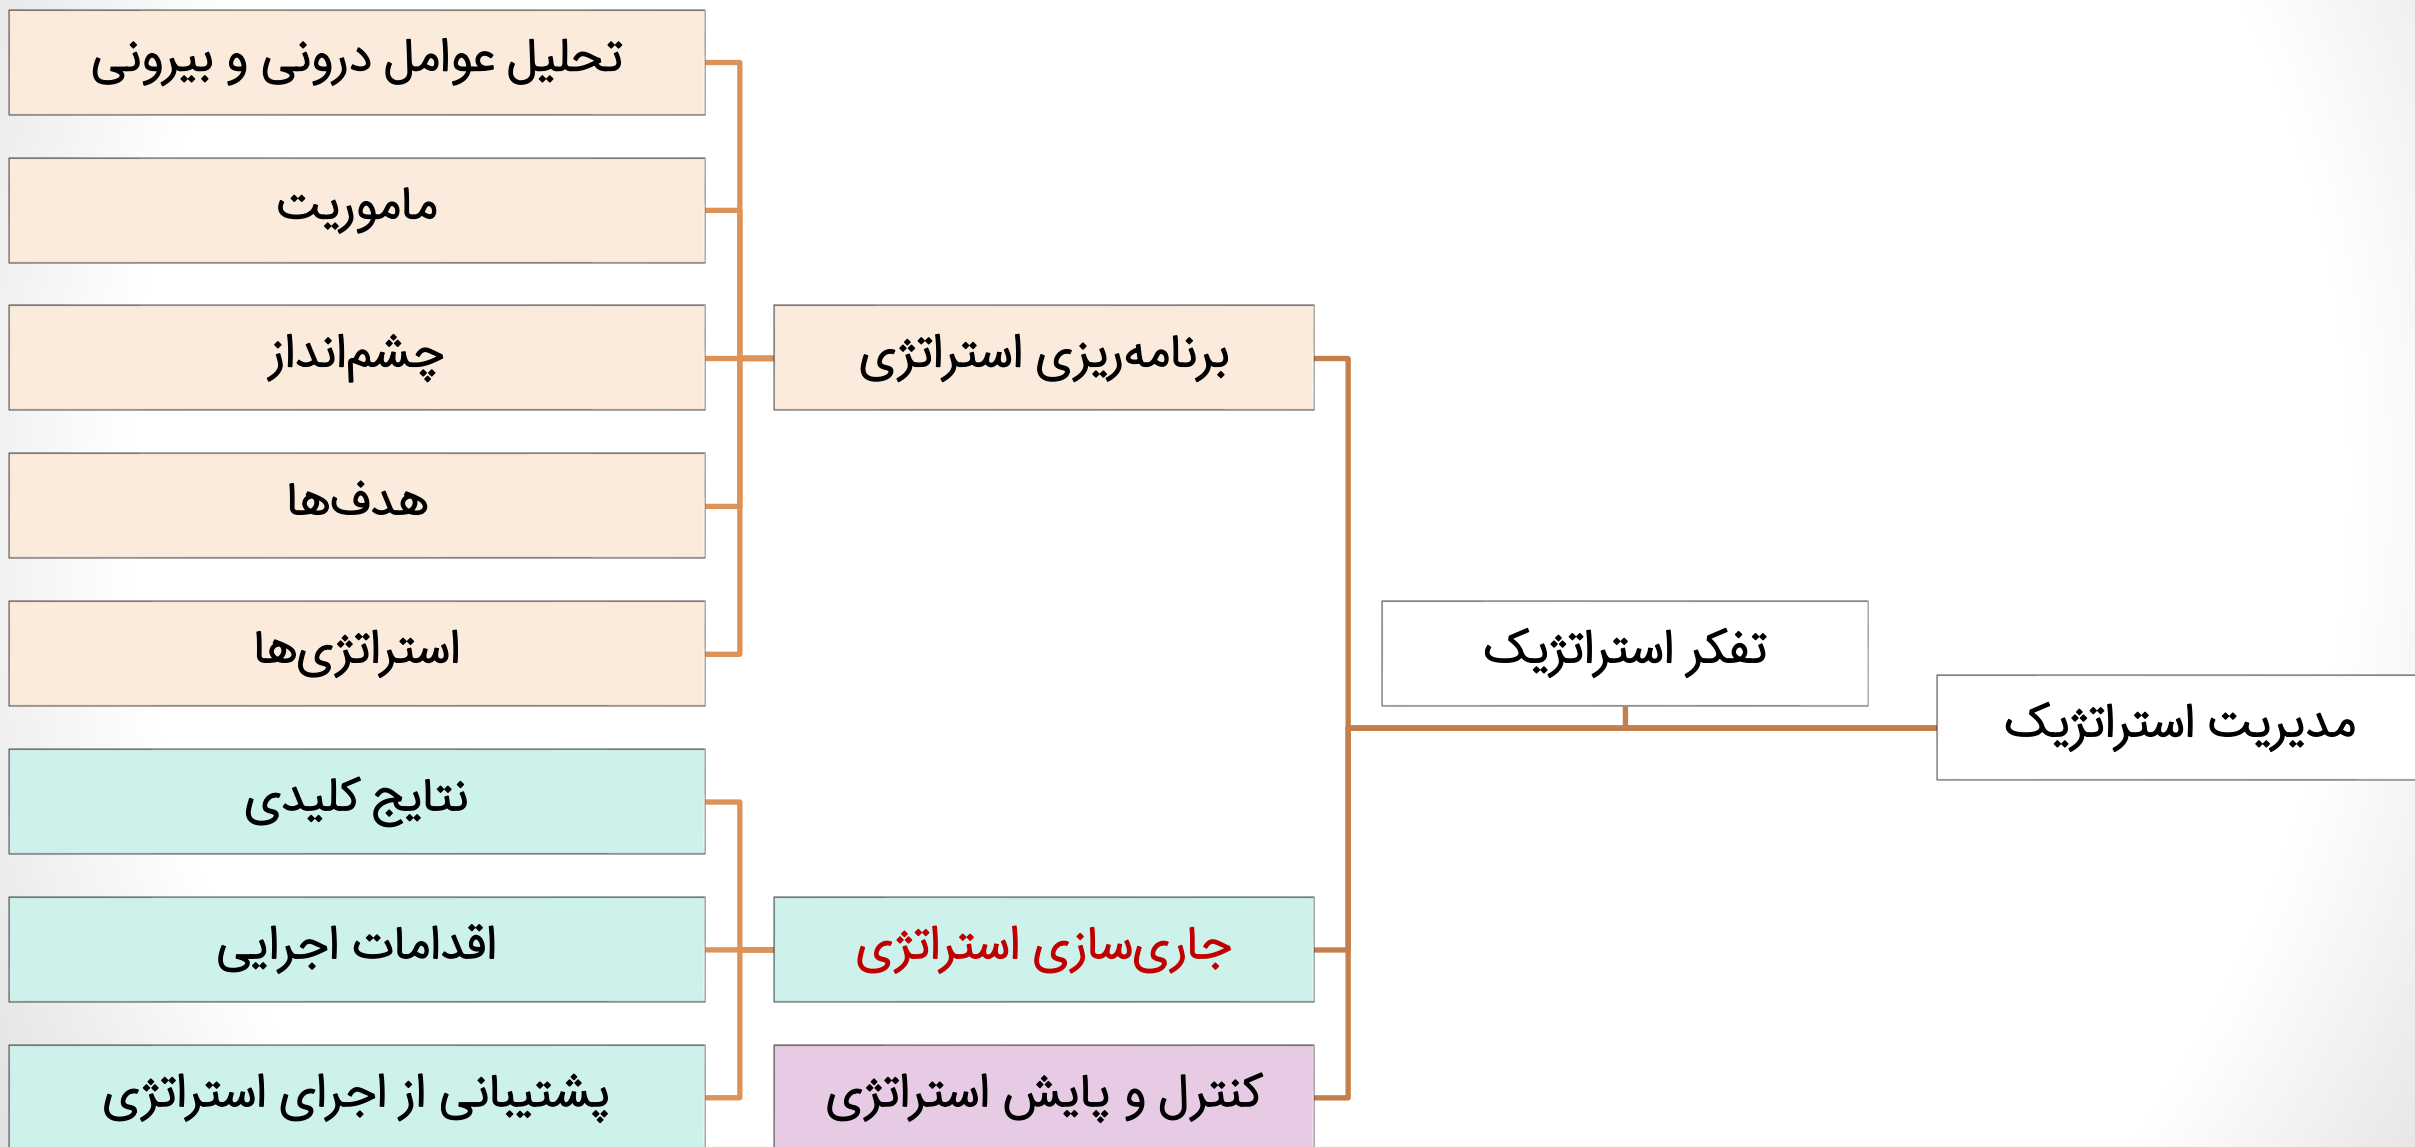 مدیریت استراتژیک
تفکر استراتژیک
برنامه‌ریزی استراتژی
تحلیل عوامل درونی و بیرونی
ماموریت
چشم‌انداز
هدف‌ها
استراتژی‌ها
جاری‌سازی استراتژی
نتایج کلیدی
اقدامات اجرایی
پشتیبانی از اجرای استراتژی
کنترل و پایش استراتژی